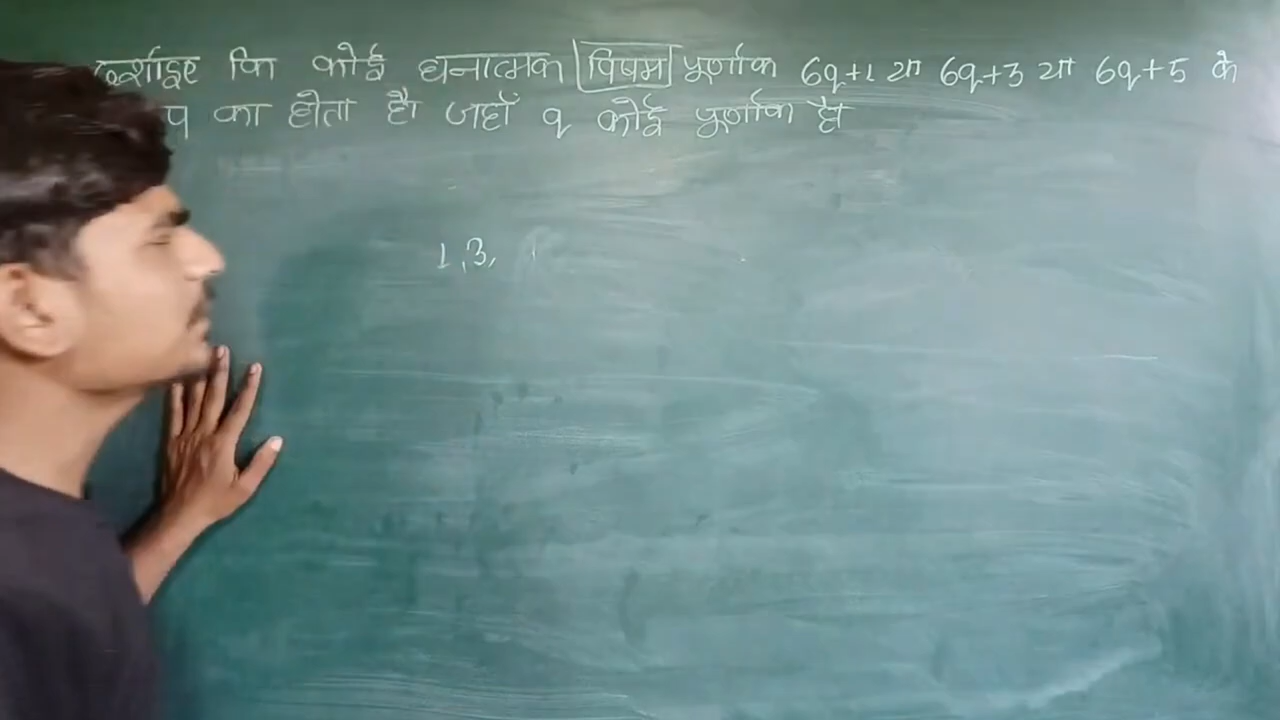 दर्शाइए कि कोई धनात्मक विषम पूर्णांक 6q+1 या 6q+3 या 6q+5 के
प का होता है। जहाँ q कोई पूर्णांक है।
1,3,